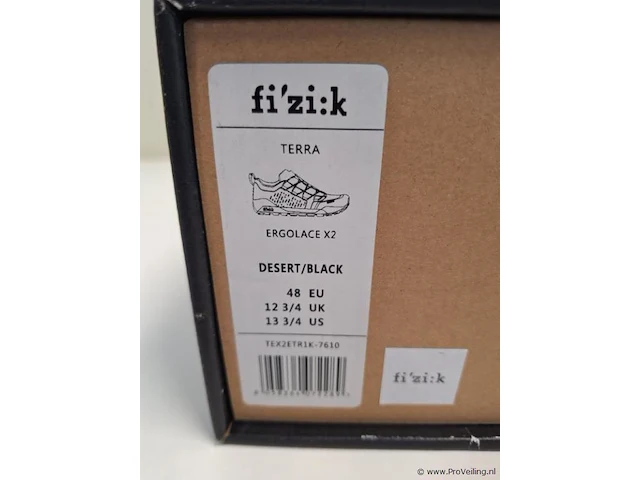 fi'zi:k
TERRA
ERGOLACE X2
DESERT/BLACK
48 EU
12 3/4 UK
13 3/4 US
TEX2ETR1K-7610
fi'zi:k
© www.ProVeiling.nl